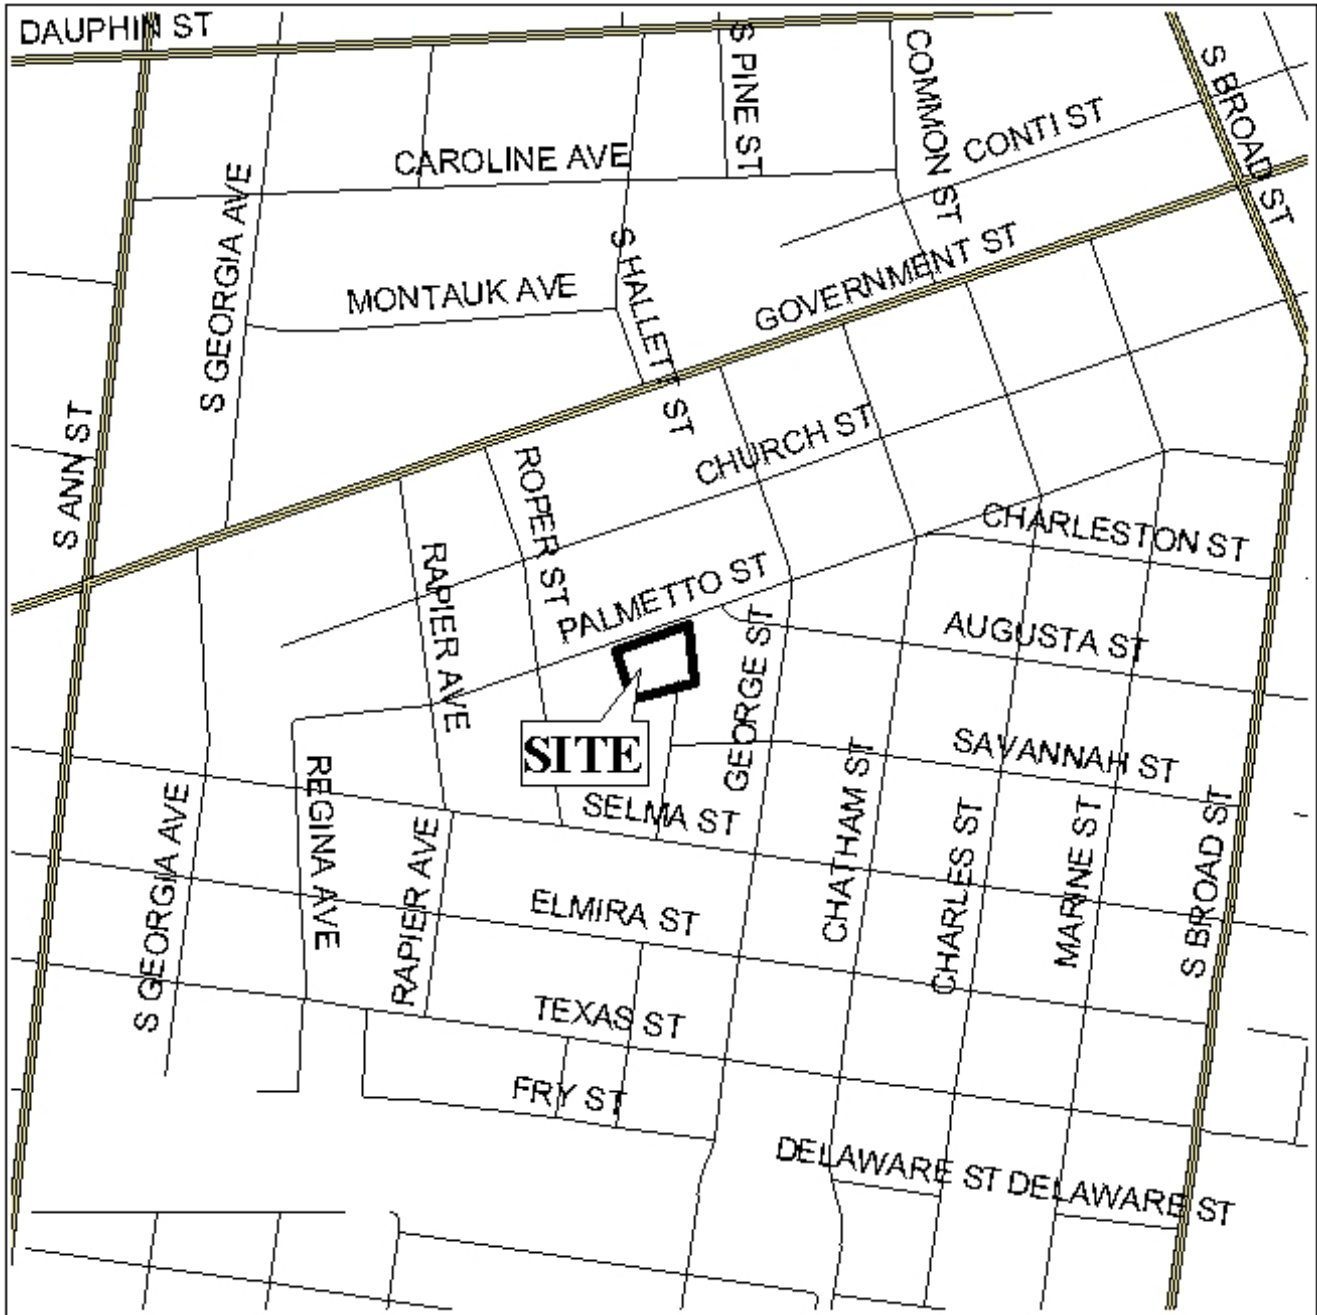 DAUPHIN ST
S PINE ST
COMMON ST
S BROAD ST
CONTI ST
CAROLINE AVE
S GEORGIA AVE
S HALLETT ST
GOVERNMENT ST
MONTAUK AVE
S ANN ST
CHURCH ST
ROPER ST
CHARLESTON ST
RAPIER AVE
PALMETTO ST
AUGUSTA ST
GEORGE ST
SITE
SAVANNAH ST
REGINA AVE
SELMA ST
S GEORGIA AVE
RAPIER AVE
CHATHAM ST
CHARLES ST
MARINE ST
S BROAD ST
ELMIRA ST
TEXAS ST
FRY ST
DELAWARE ST DELAWARE ST